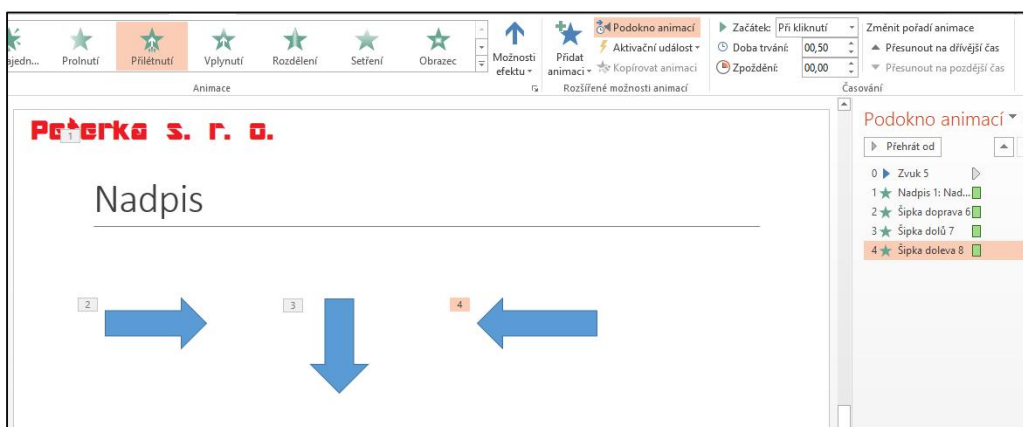 ajedn... Prolnutí Přilétnutí Vplynutí Rozdělení Setření Obrazec
Animace
Možnosti
efektu
Přidat
animaci
Podokno animací
Aktivační událost
Kopírovat animaci
Rozšířené možnosti animací
Začátek: Při kliknutí
Doba trvání: 00,50
Zpoždění: 00,00
Změnit pořadí animace
Přesunout na dřívější čas
Přesunout na pozdější čas
Časování
Peterka s. r. o.
1
Nadpis
2 3 4
Podokno animací
Přehrát od
0 Zvuk 5
1 Nadpis 1: Nad...
2 Šipka doprava 6
3 Šipka dolů 7
4 Šipka doleva 8